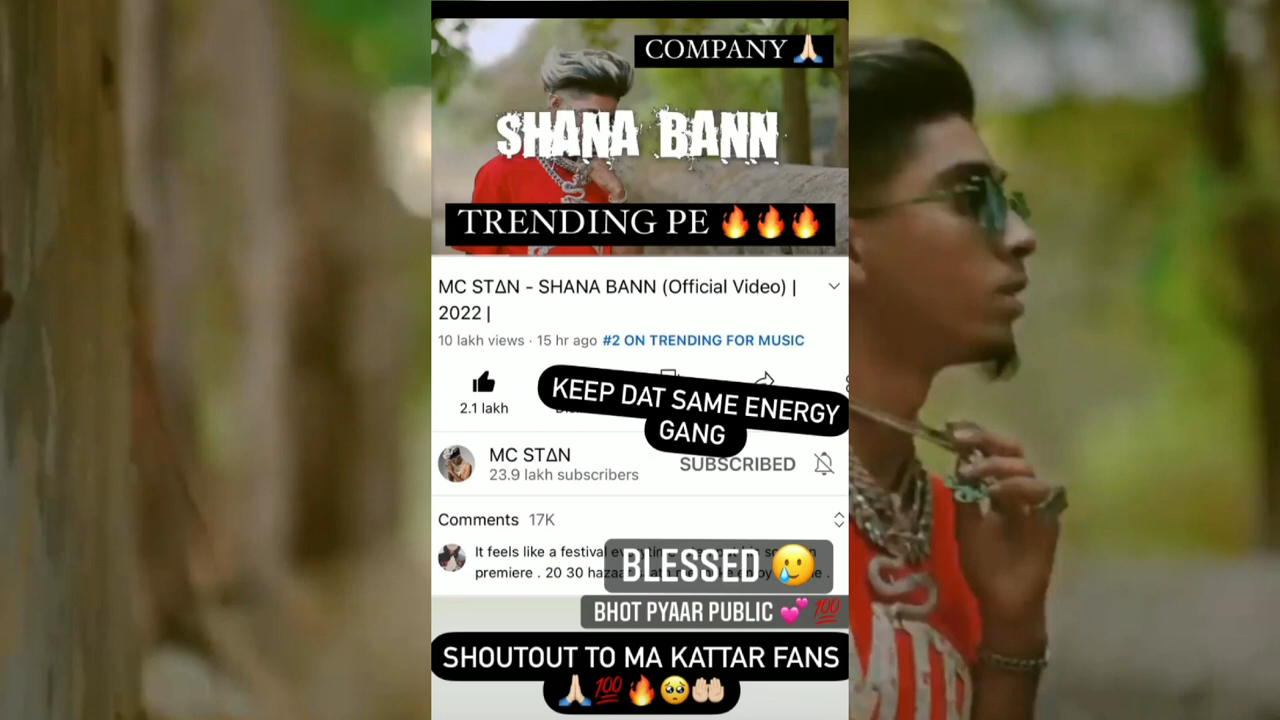 COMPANY 🙏🏻
SHANA BANN
TRENDING PE 🔥🔥🔥
MC STΔN - SHANA BANN (Official Video) |
2022 |
10 lakh views · 15 hr ago #2 ON TRENDING FOR MUSIC
2.1 lakh
KEEP DAT SAME ENERGY
GANG
MC STΔN
23.9 lakh subscribers
SUBSCRIBED
Comments 17K
It feels like a festival
premiere . 20 30
BLESSED 🥲
BHOT PYAAR PUBLIC 💕 💯
SHOUTOUT TO MA KATTAR FANS
🙏🏻💯🔥🥺🤲🏻